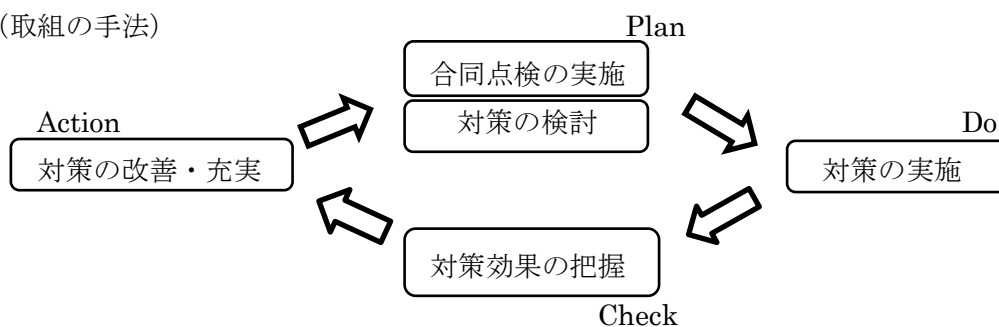 (取組の手法)
Plan
合同点検の実施
対策の検討
Action
対策の改善・充実
Do
対策の実施
対策効果の把握
Check